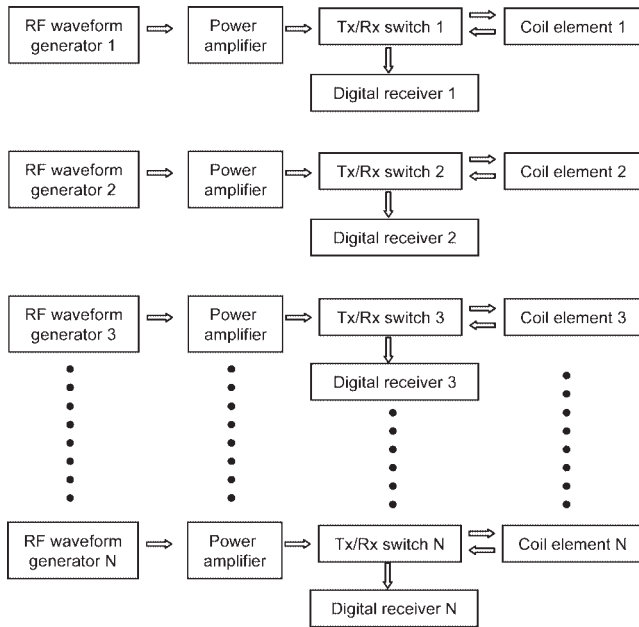 RF waveform
generator 1
Power
amplifier
Tx/Rx switch 1
Coil element 1
Digital receiver 1
RF waveform
generator 2
Power
amplifier
Tx/Rx switch 2
Coil element 2
Digital receiver 2
RF waveform
generator 3
Power
amplifier
Tx/Rx switch 3
Coil element 3
Digital receiver 3
RF waveform
generator N
Power
amplifier
Tx/Rx switch N
Coil element N
Digital receiver N